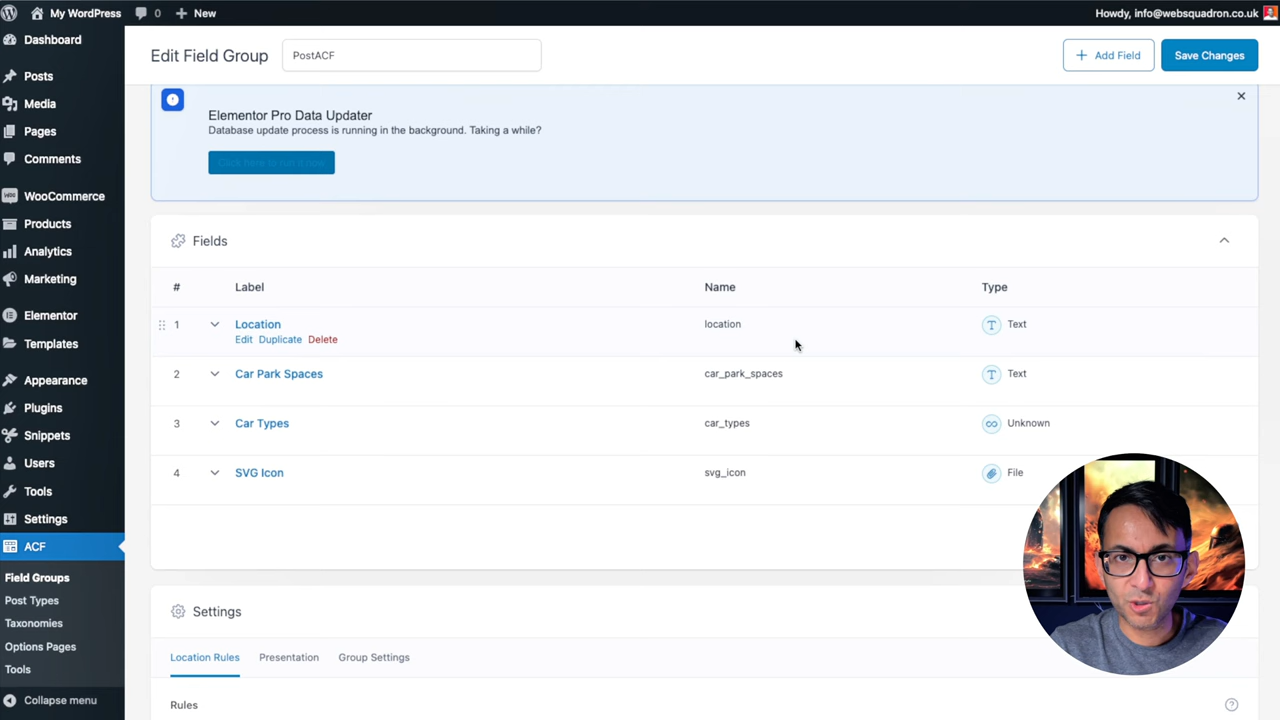 My WordPress 0 New Howdy, info@websquadron.co.uk
Dashboard
Posts
Media
Pages
Comments
WooCommerce
Products
Analytics
Marketing
Elementor
Templates
Appearance
Plugins
Snippets
Users
Tools
Settings
ACF
Field Groups
Post Types
Taxonomies
Options Pages
Tools
Collapse menu
Edit Field Group PostACF Add Field Save Changes
Elementor Pro Data Updater
Database update process is running in the background. Taking a while?
Click here to run it now
Fields
# Label Name Type
1 Location location Text
Edit Duplicate Delete
2 Car Park Spaces car_park_spaces Text
3 Car Types car_types Unknown
4 SVG Icon svg_icon File
Settings
Location Rules Presentation Group Settings
Rules